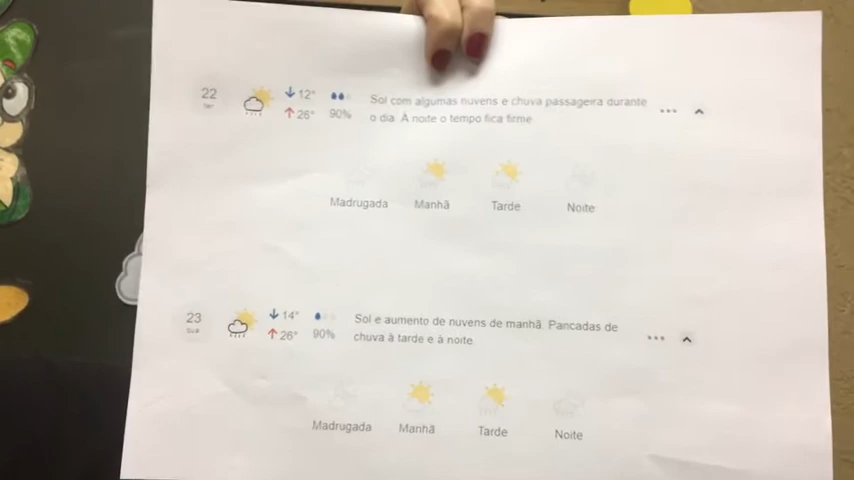 22
ter
12°
26°
90%
Sol com algumas nuvens e chuva passageira durante
o dia. À noite o tempo fica firme
Madrugada Manhã Tarde Noite
23
qua
14°
26°
90%
Sol e aumento de nuvens de manhã. Pancadas de
chuva à tarde e à noite
Madrugada Manhã Tarde Noite